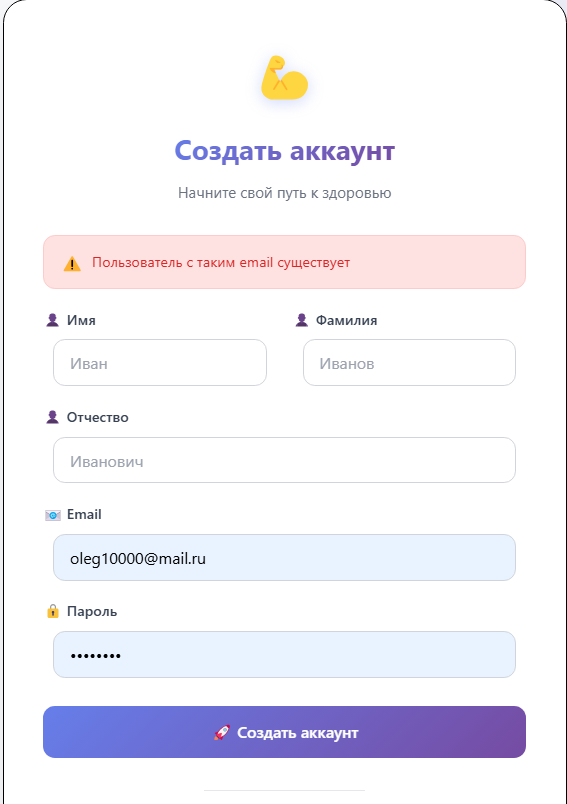 Создать аккаунт
Начните свой путь к здоровью
Пользователь с таким email существует
Имя
Фамилия
Иван
Иванов
Отчество
Иванович
Email
oleg10000@mail.ru
Пароль
••••••••
Создать аккаунт